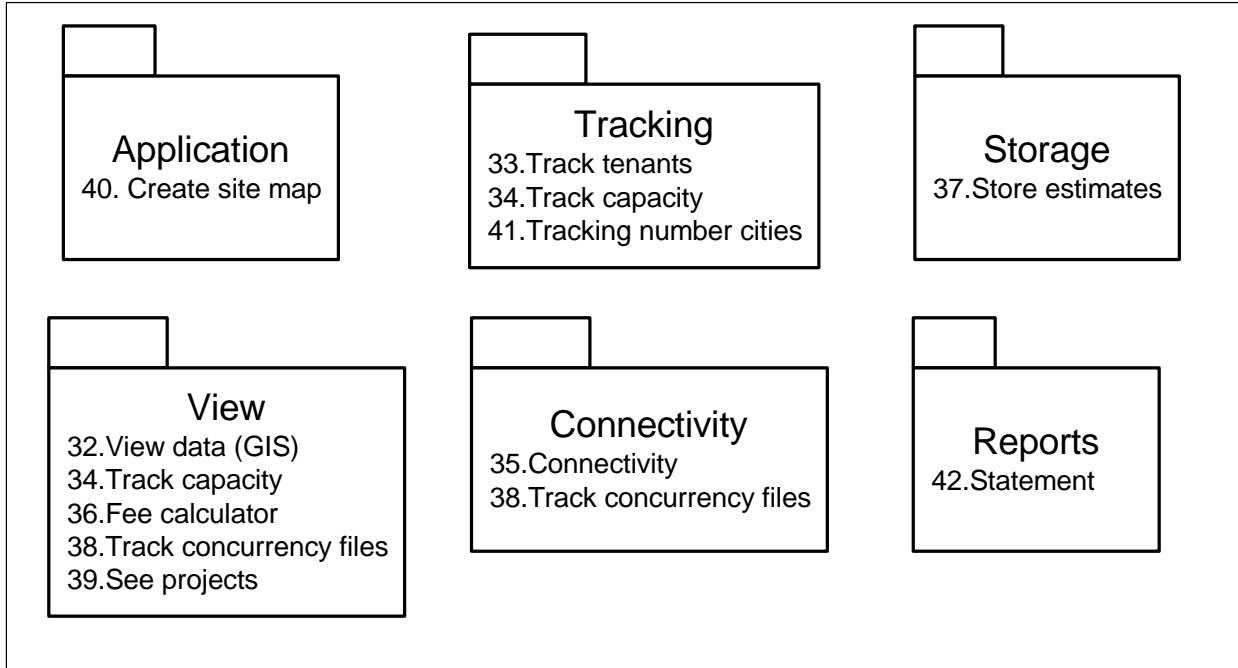 Application
40. Create site map
Tracking
33.Track tenants
34.Track capacity
41.Tracking number cities
Storage
37.Store estimates
View
32.View data (GIS)
34.Track capacity
36.Fee calculator
38.Track concurrency files
39.See projects
Connectivity
35.Connectivity
38.Track concurrency files
Reports
42.Statement